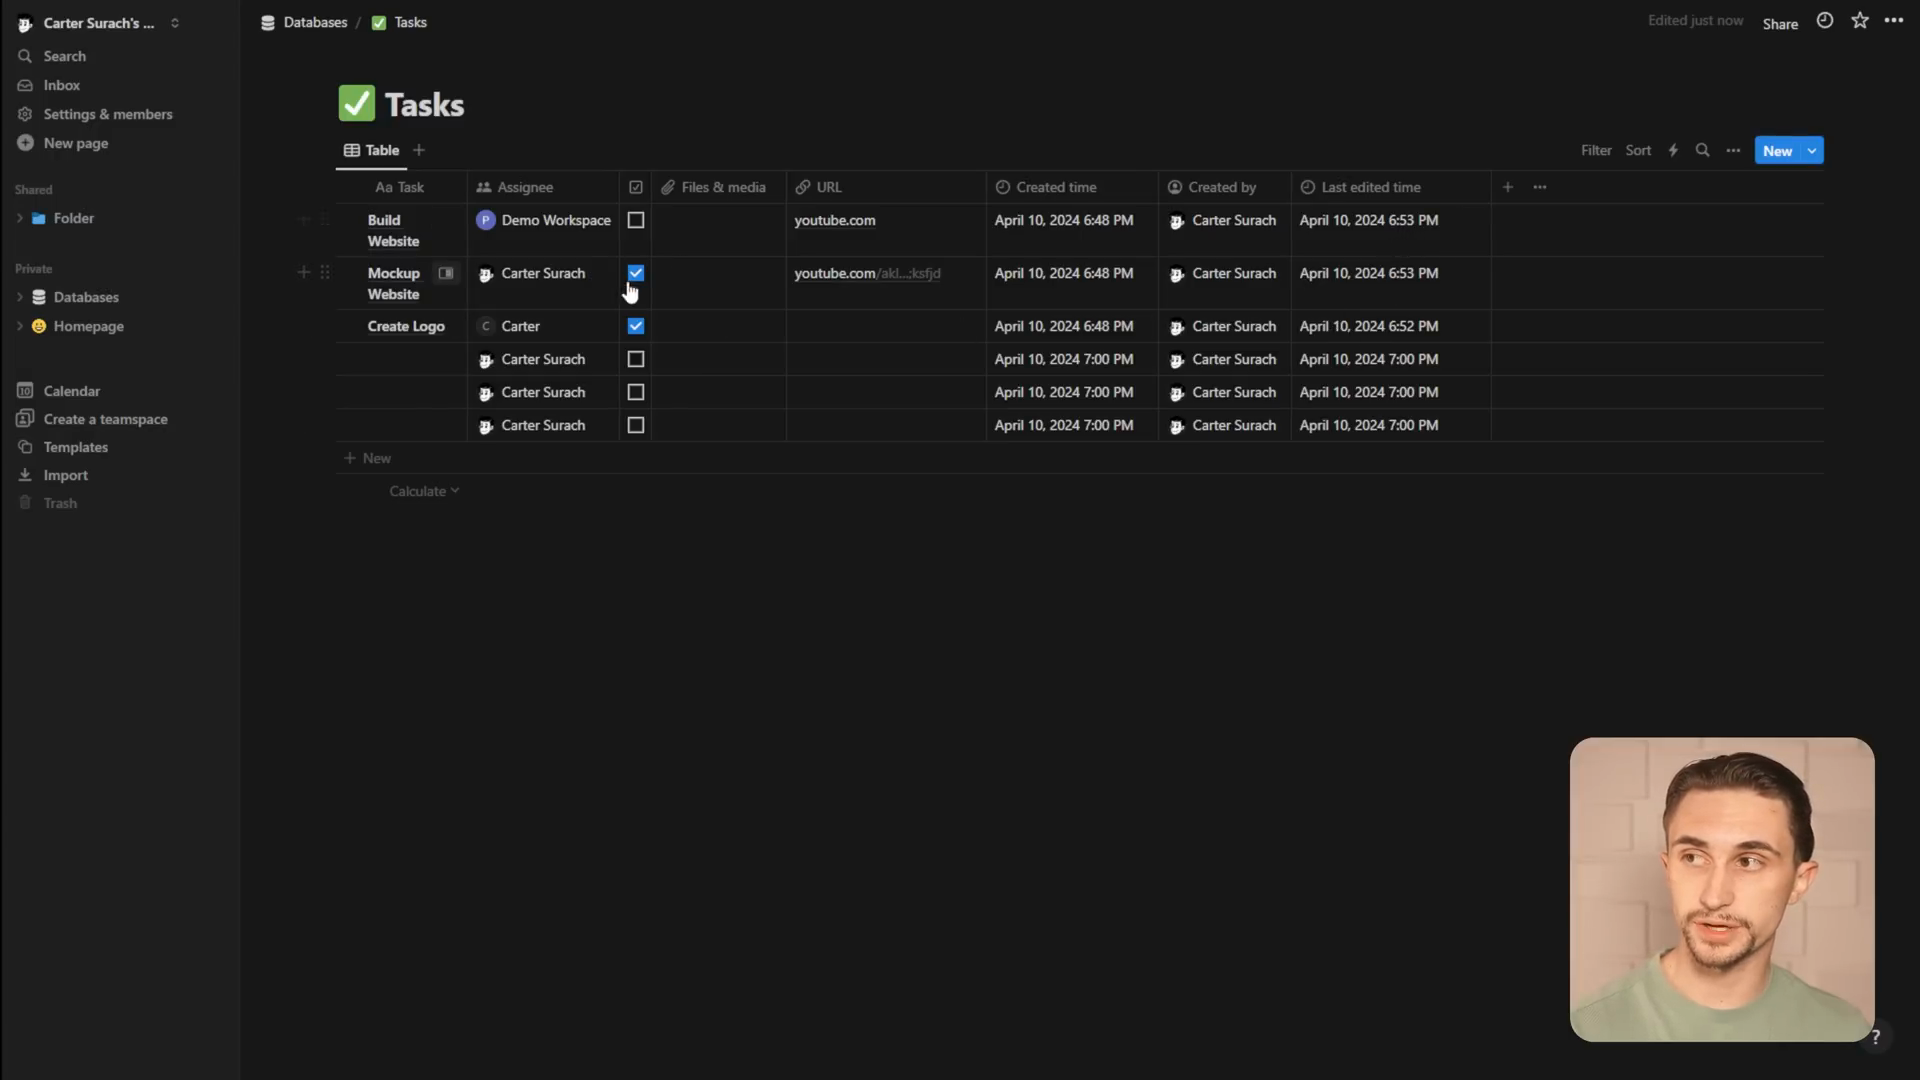 Carter Surach's ...
Search
Inbox
Settings & members
New page
Shared
Folder
Private
Databases
Homepage
10
Calendar
Create a teamspace
Templates
Import
Trash
Databases / Tasks
Edited just now Share
Tasks
Table
Filter Sort New
Aa Task Assignee Files & media URL Created time Created by Last edited time
Build Website P Demo Workspace youtube.com April 10, 2024 6:48 PM Carter Surach April 10, 2024 6:53 PM
Mockup Website Carter Surach youtube.com/akl...;ksfjd April 10, 2024 6:48 PM Carter Surach April 10, 2024 6:53 PM
Create Logo C Carter April 10, 2024 6:48 PM Carter Surach April 10, 2024 6:52 PM
Carter Surach April 10, 2024 7:00 PM Carter Surach April 10, 2024 7:00 PM
Carter Surach April 10, 2024 7:00 PM Carter Surach April 10, 2024 7:00 PM
Carter Surach April 10, 2024 7:00 PM Carter Surach April 10, 2024 7:00 PM
+ New
Calculate
?